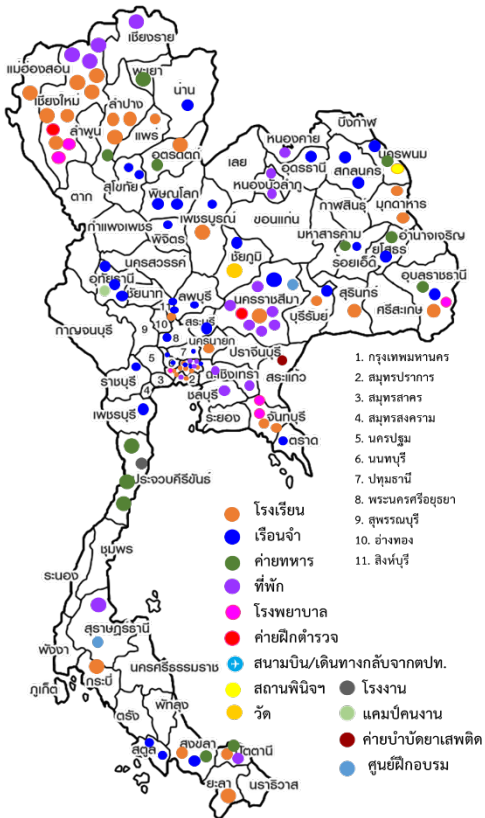 เชียงราย
แม่ฮ่องสอน
พะเยา
น่าน
เชียงใหม่
ลำปาง
ลำพูน
แพร่
อุตรดิตถ์
ตาก
สุโขทัย
พิษณุโลก
เลย
หนองคาย
บึงกาฬ
อุดรธานี
สกลนคร
นครพนม
หนองบัวลำภู
กำแพงเพชร
พิจิตร
เพชรบูรณ์
ขอนแก่น
กาฬสินธุ์
มุกดาหาร
มหาสารคาม
ร้อยเอ็ด
ยโสธร
อำนาจเจริญ
นครสวรรค์
ชัยภูมิ
อุบลราชธานี
อุทัยธานี
ชัยนาท
ลพบุรี
นครราชสีมา
บุรีรัมย์
สุรินทร์
ศรีสะเกษ
กาญจนบุรี
11
10
9
8
7
6
5
4
3
2
สระบุรี
นครนายก
ปราจีนบุรี
ฉะเชิงเทรา
สระแก้ว
ราชบุรี
ชลบุรี
ระยอง
จันทบุรี
ตราด
เพชรบุรี
ประจวบคีรีขันธ์
ชุมพร
ระนอง
สุราษฎร์ธานี
พังงา
ภูเก็ต
กระบี่
นครศรีธรรมราช
ตรัง
พัทลุง
สตูล
สงขลา
ปัตตานี
ยะลา
นราธิวาส
1. กรุงเทพมหานคร
2. สมุทรปราการ
3. สมุทรสาคร
4. สมุทรสงคราม
5. นครปฐม
6. นนทบุรี
7. ปทุมธานี
8. พระนครศรีอยุธยา
9. สุพรรณบุรี
10. อ่างทอง
11. สิงห์บุรี
โรงเรียน
เรือนจำ
ค่ายทหาร
ที่พัก
โรงพยาบาล
ค่ายฝึกตำรวจ
สนามบิน/เดินทางกลับจากตปท.
สถานพินิจฯ
วัด
โรงงาน
แคมป์คนงาน
ค่ายบำบัดยาเสพติด
ศูนย์ฝึกอบรม